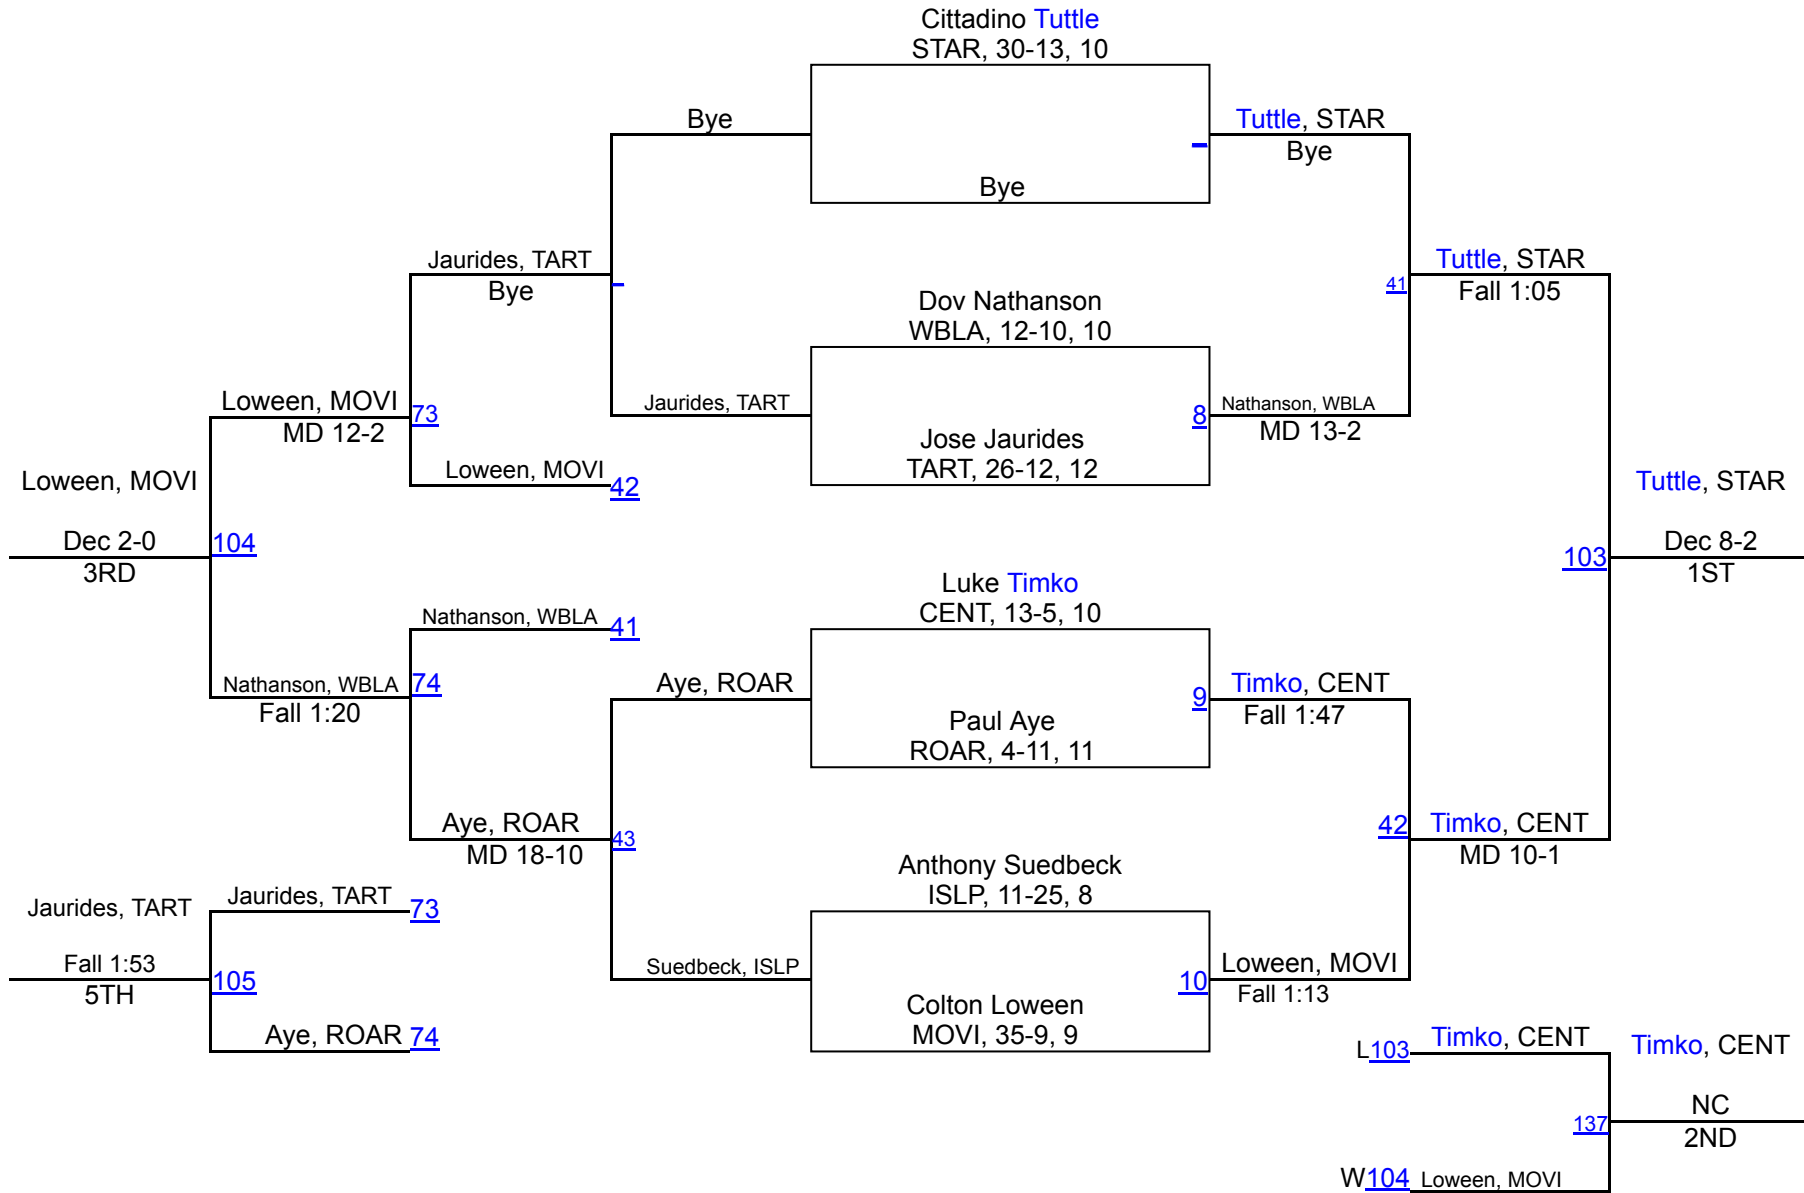 Cittadino Tuttle
STAR, 30-13, 10
Bye
Tuttle, STAR
Bye
Bye
Jaurides, TART
Bye
Tuttle, STAR
41
Fall 1:05
Dov Nathanson
WBLA, 12-10, 10
Loween, MOVI
73
MD 12-2
Jaurides, TART
8
Nathanson, WBLA
MD 13-2
Jose Jaurides
TART, 26-12, 12
Loween, MOVI
42
Loween, MOVI
Dec 2-0
104
3RD
Tuttle, STAR
103
Dec 8-2
1ST
Luke Timko
CENT, 13-5, 10
Nathanson, WBLA
41
Nathanson, WBLA
74
Fall 1:20
Aye, ROAR
9
Timko, CENT
Fall 1:47
Paul Aye
ROAR, 4-11, 11
Aye, ROAR
43
MD 18-10
42
Timko, CENT
MD 10-1
Anthony Suedbeck
ISLP, 11-25, 8
Jaurides, TART
Jaurides, TART
73
Fall 1:53
105
5TH
Suedbeck, ISLP
10
Loween, MOVI
Fall 1:13
Colton Loween
MOVI, 35-9, 9
Aye, ROAR
74
L103
Timko, CENT
Timko, CENT
NC
137
2ND
W104
Loween, MOVI